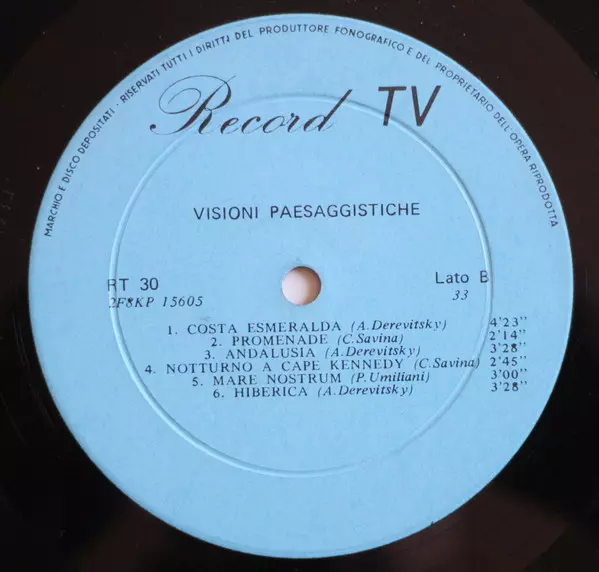 MARCHIO E DISCO DEPOSITATI - RISERVATI TUTTI I DIRITTI DEL PRODUTTORE FONOGRAFICO E DEL PROPRIETARIO DELL'OPERA RIPRODOTTA
Record TV
VISIONI PAESAGGISTICHE
RT 30 Lato B
2F8KP 15605 33
1. COSTA ESMERALDA (A.Derevitsky) 4'23"
2. PROMENADE (C.Savina) 2'14"
3. ANDALUSIA (A.Derevitsky) 3'28"
4. NOTTURNO A CAPE KENNEDY (C.Savina) 2'45"
5. MARE NOSTRUM (P.Umiliani) 3'00"
6. HIBERICA (A.Derevitsky) 3'28"